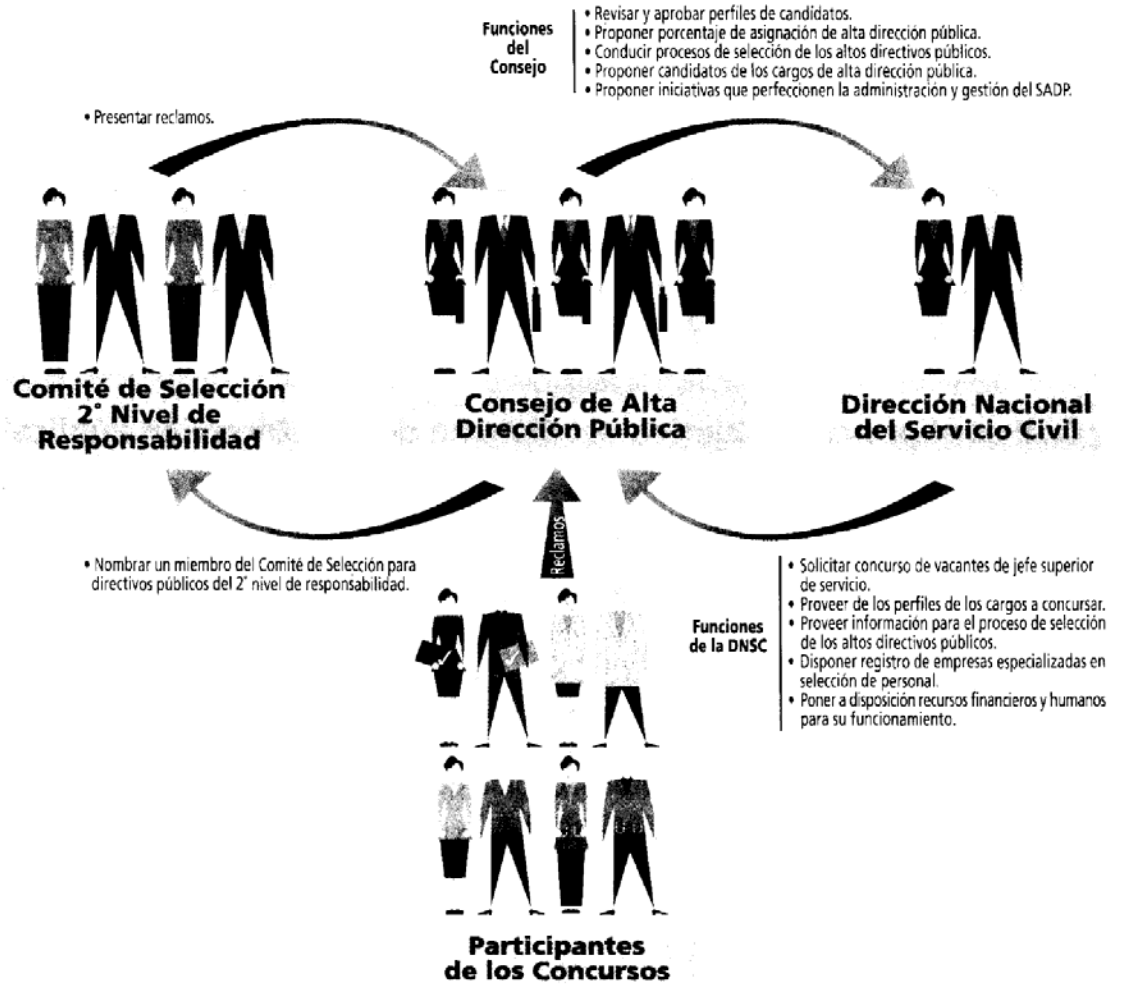 Funciones
del
Consejo
• Revisar y aprobar perfiles de candidatos.
• Proponer porcentaje de asignación de alta dirección pública.
• Conducir procesos de selección de los altos directivos públicos.
• Proponer candidatos de los cargos de alta dirección pública.
• Proponer iniciativas que perfeccionen la administración y gestión del SADP.
• Presentar reclamos.
Comité de Selección
2° Nivel de
Responsabilidad
Consejo de Alta
Dirección Pública
Dirección Nacional
del Servicio Civil
• Nombrar un miembro del Comité de Selección para
directivos públicos del 2° nivel de responsabilidad.
Reclamos
Funciones
de la DNSC
• Solicitar concurso de vacantes de jefe superior
de servicio.
• Proveer de los perfiles de los cargos a concursar.
• Proveer información para el proceso de selección
de los altos directivos públicos.
• Disponer registro de empresas especializadas en
selección de personal.
• Poner a disposición recursos financieros y humanos
para su funcionamiento.
Participantes
de los Concursos